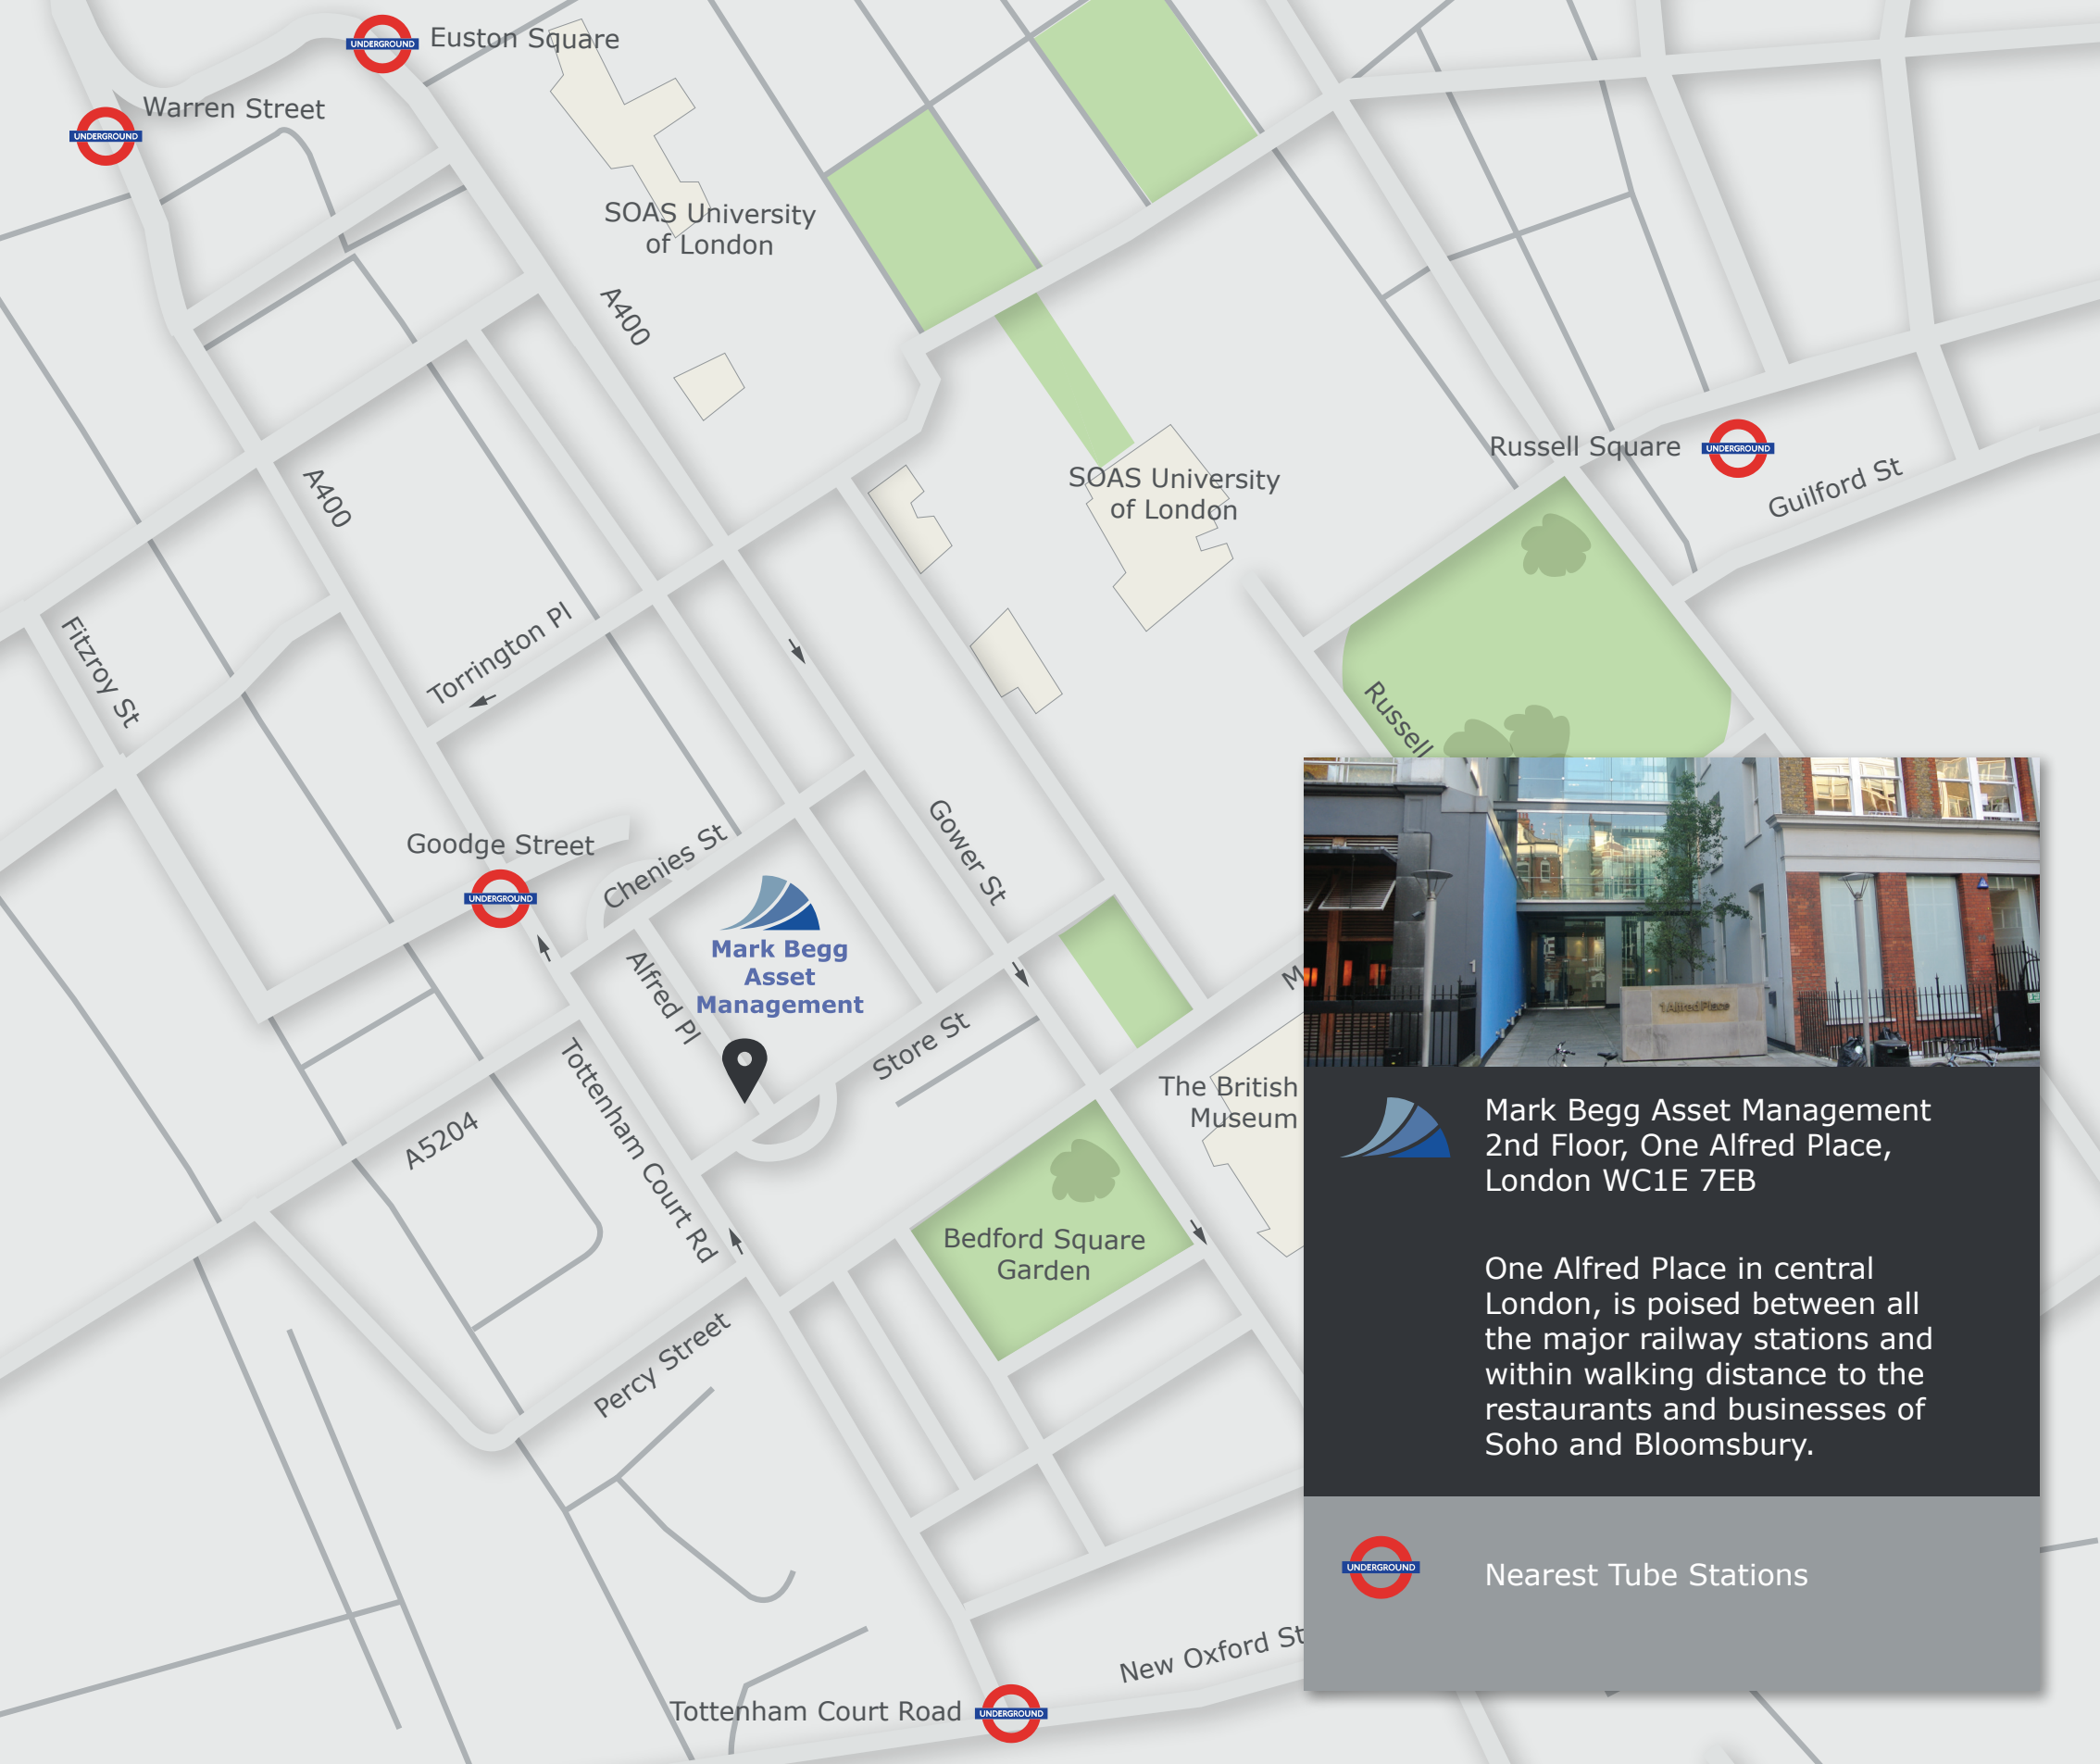 UNDERGROUND
Euston Square
UNDERGROUND
Warren Street
SOAS University
of London
A400
A400
Fitzroy St
Torrington Pl
SOAS University
of London
Russell Square
UNDERGROUND
Guilford St
Russell
Goodge Street
UNDERGROUND
Chenies St
Gower St
Mark Begg
Asset
Management
Alfred Pl
Store St
M
Tottenham Court Rd
A5204
The British
Museum
Bedford Square
Garden
Percy Street
New Oxford St
Tottenham Court Road
UNDERGROUND
1 Alfred Place
Mark Begg Asset Management
2nd Floor, One Alfred Place,
London WC1E 7EB
One Alfred Place in central
London, is poised between all
the major railway stations and
within walking distance to the
restaurants and businesses of
Soho and Bloomsbury.
UNDERGROUND
Nearest Tube Stations